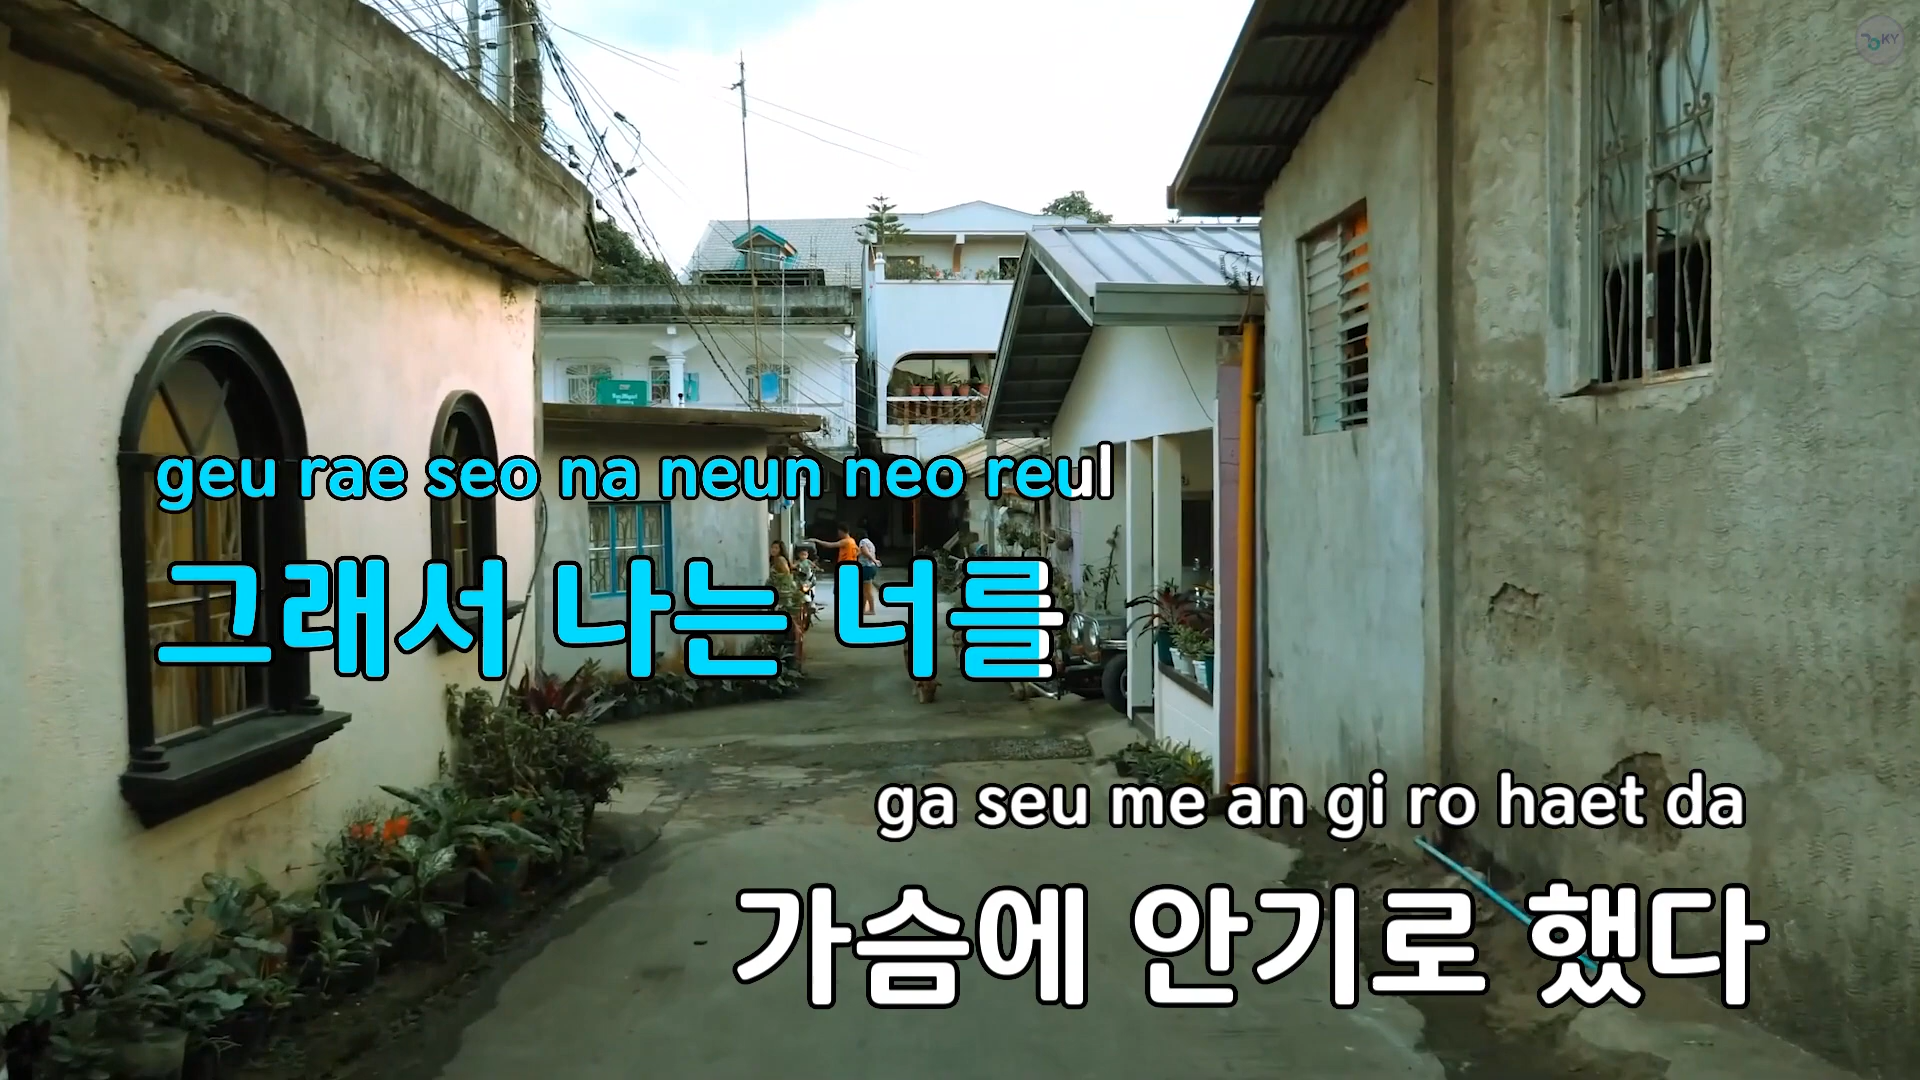 KY
geu rae seo na neun neo reul
그래서 나는 너를
ga seu me an gi ro haet da
가슴에 안기로 했다